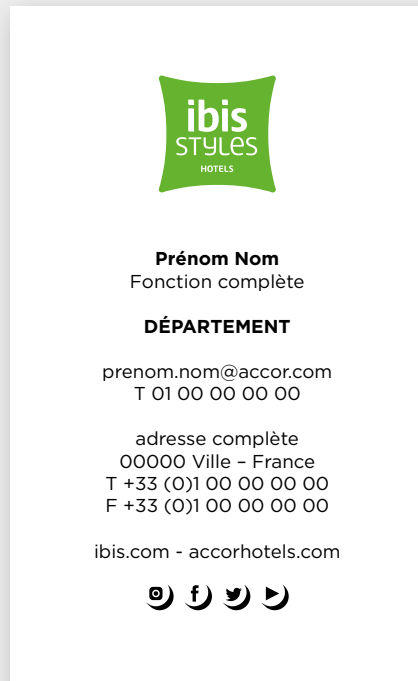 ibis
STYLES
HOTELS
Prénom Nom
Fonction complète
DÉPARTEMENT
prenom.nom@accor.com
T 01 00 00 00 00
adresse complète
00000 Ville – France
T +33 (0)1 00 00 00 00
F +33 (0)1 00 00 00 00
ibis.com - accorhotels.com